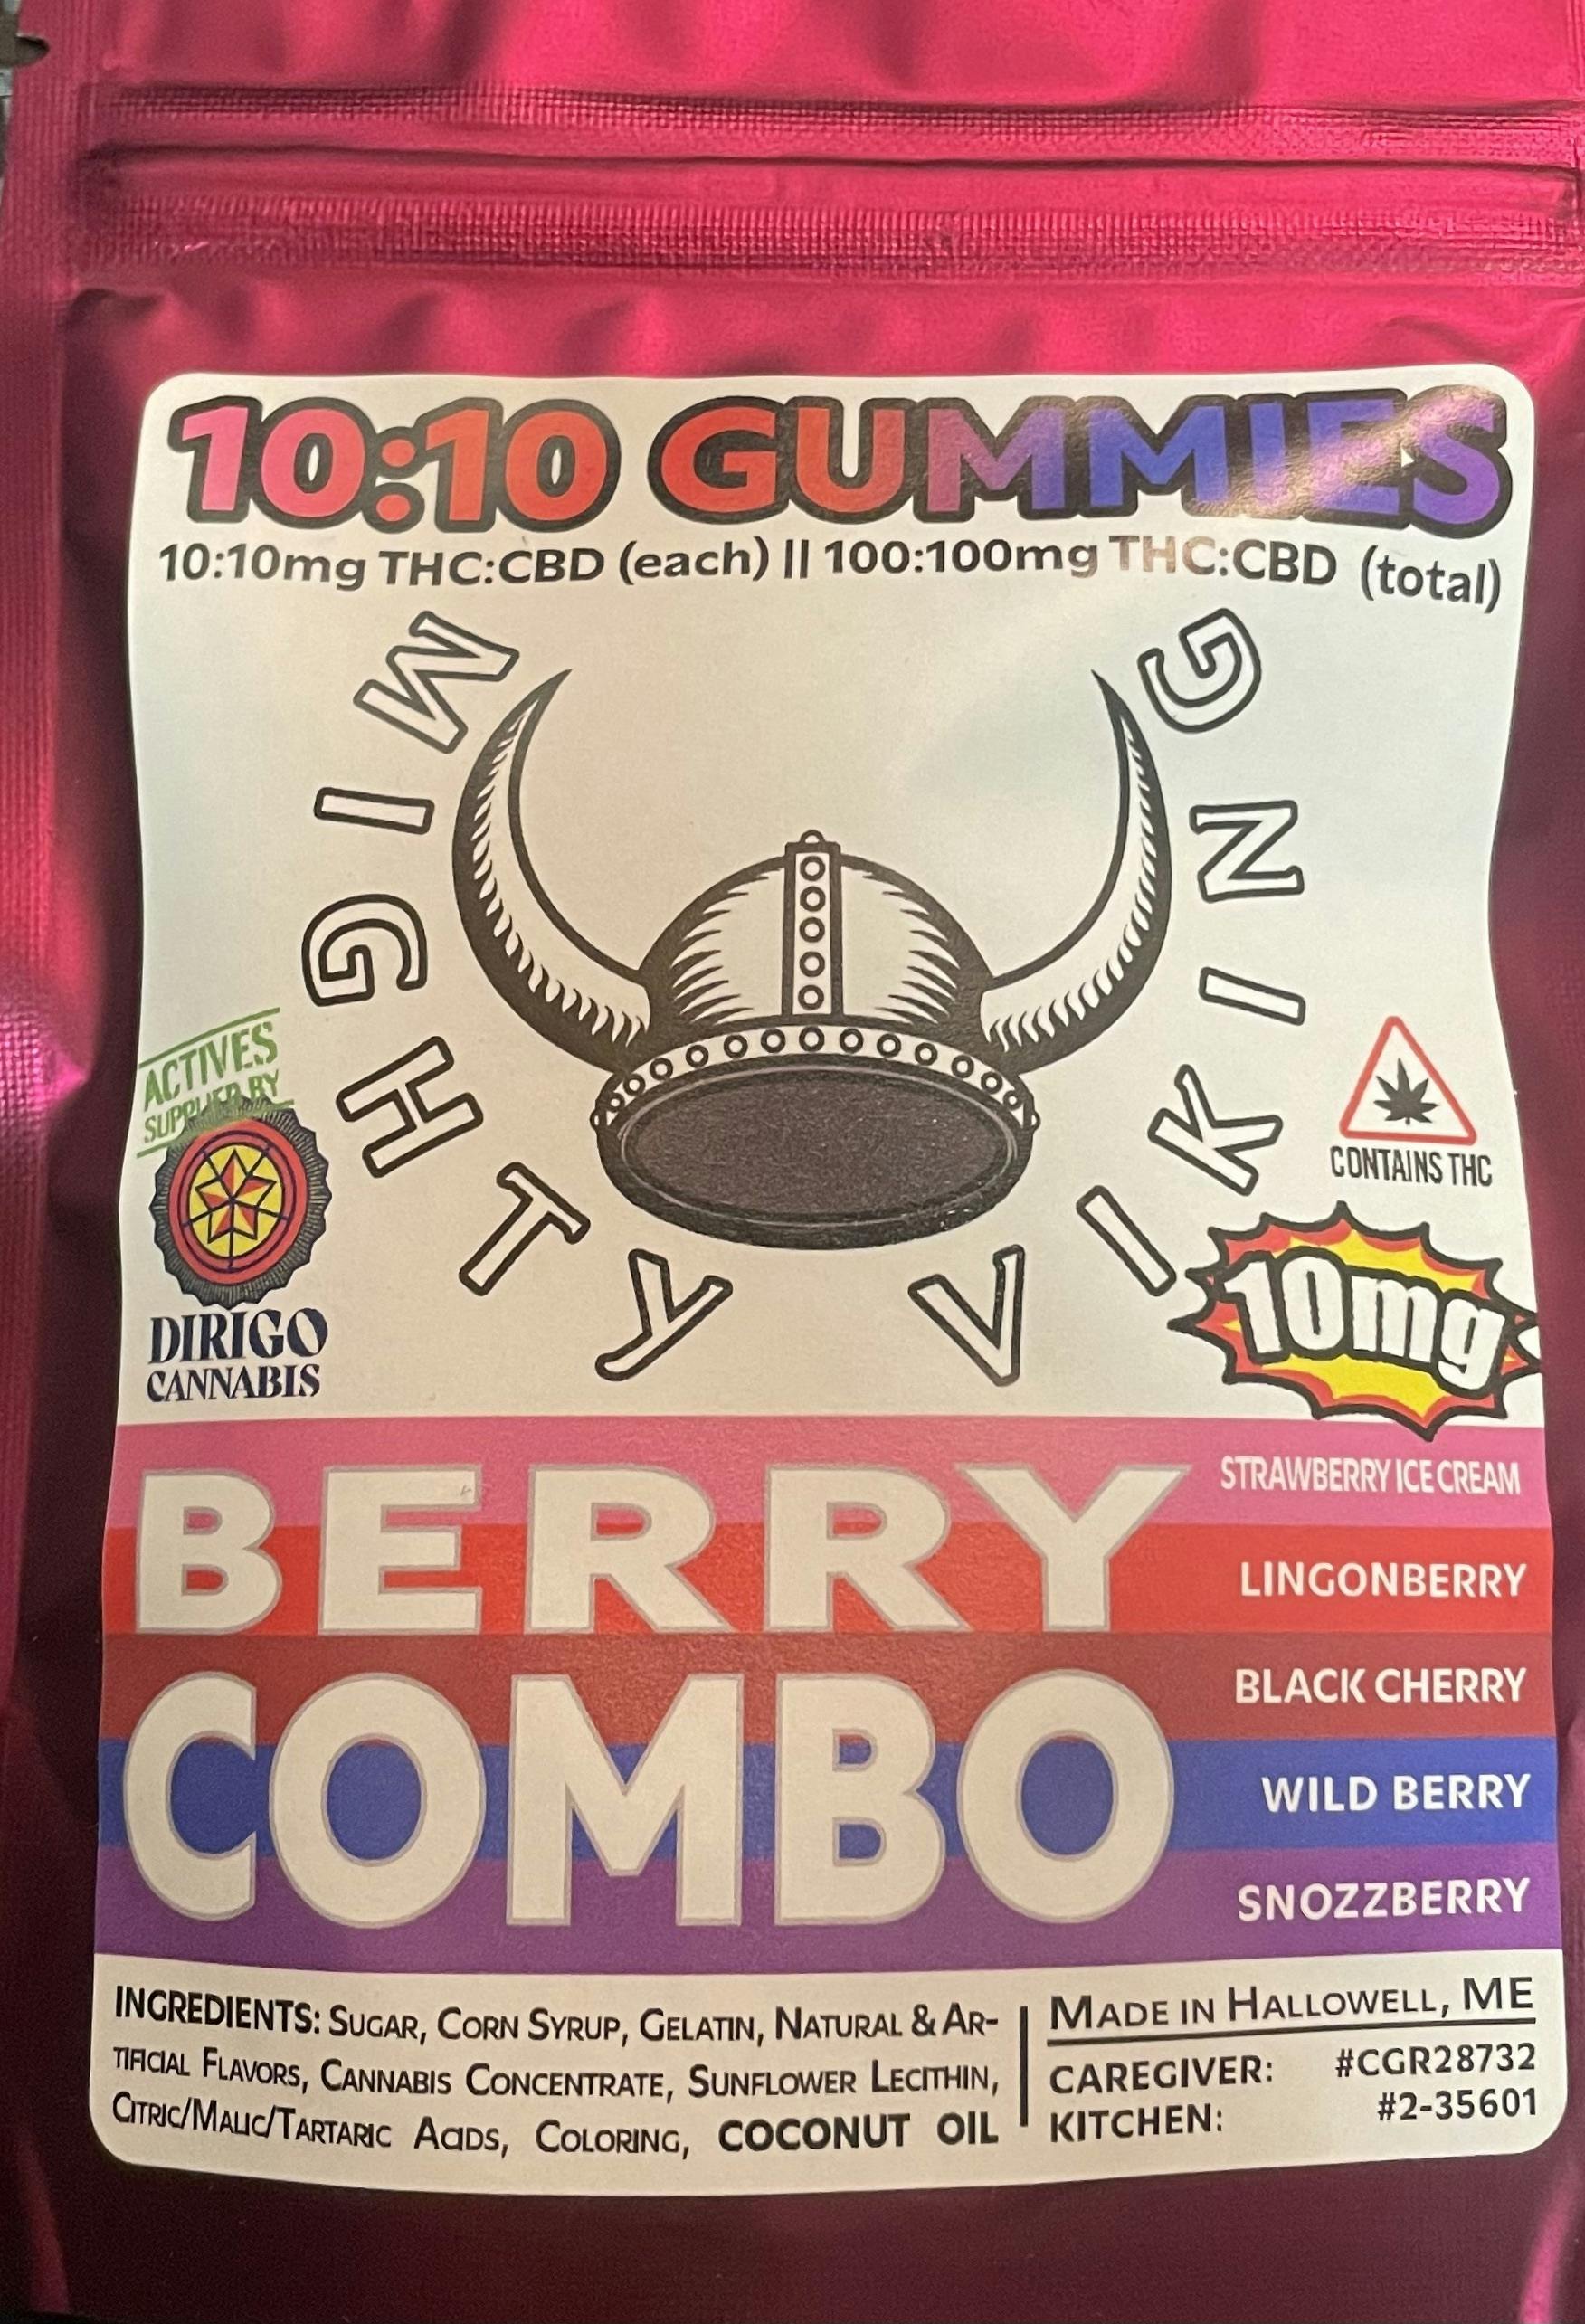 10:10 GUMMIES
10:10mg THC:CBD (each) || 100:100mg THC:CBD (total)
MIGHTY VIKING
ACTIVES
SUPPLIED BY
DIRIGO
CANNABIS
CONTAINS THC
10mg
BERRY
COMBO
STRAWBERRY ICE CREAM
LINGONBERRY
BLACK CHERRY
WILD BERRY
SNOZZBERRY
INGREDIENTS: SUGAR, CORN SYRUP, GELATIN, NATURAL & AR-
TIFICIAL FLAVORS, CANNABIS CONCENTRATE, SUNFLOWER LECITHIN,
CITRIC/MALIC/TARTARIC ACIDS, COLORING, COCONUT OIL
MADE IN HALLOWELL, ME
CAREGIVER: #CGR28732
KITCHEN: #2-35601